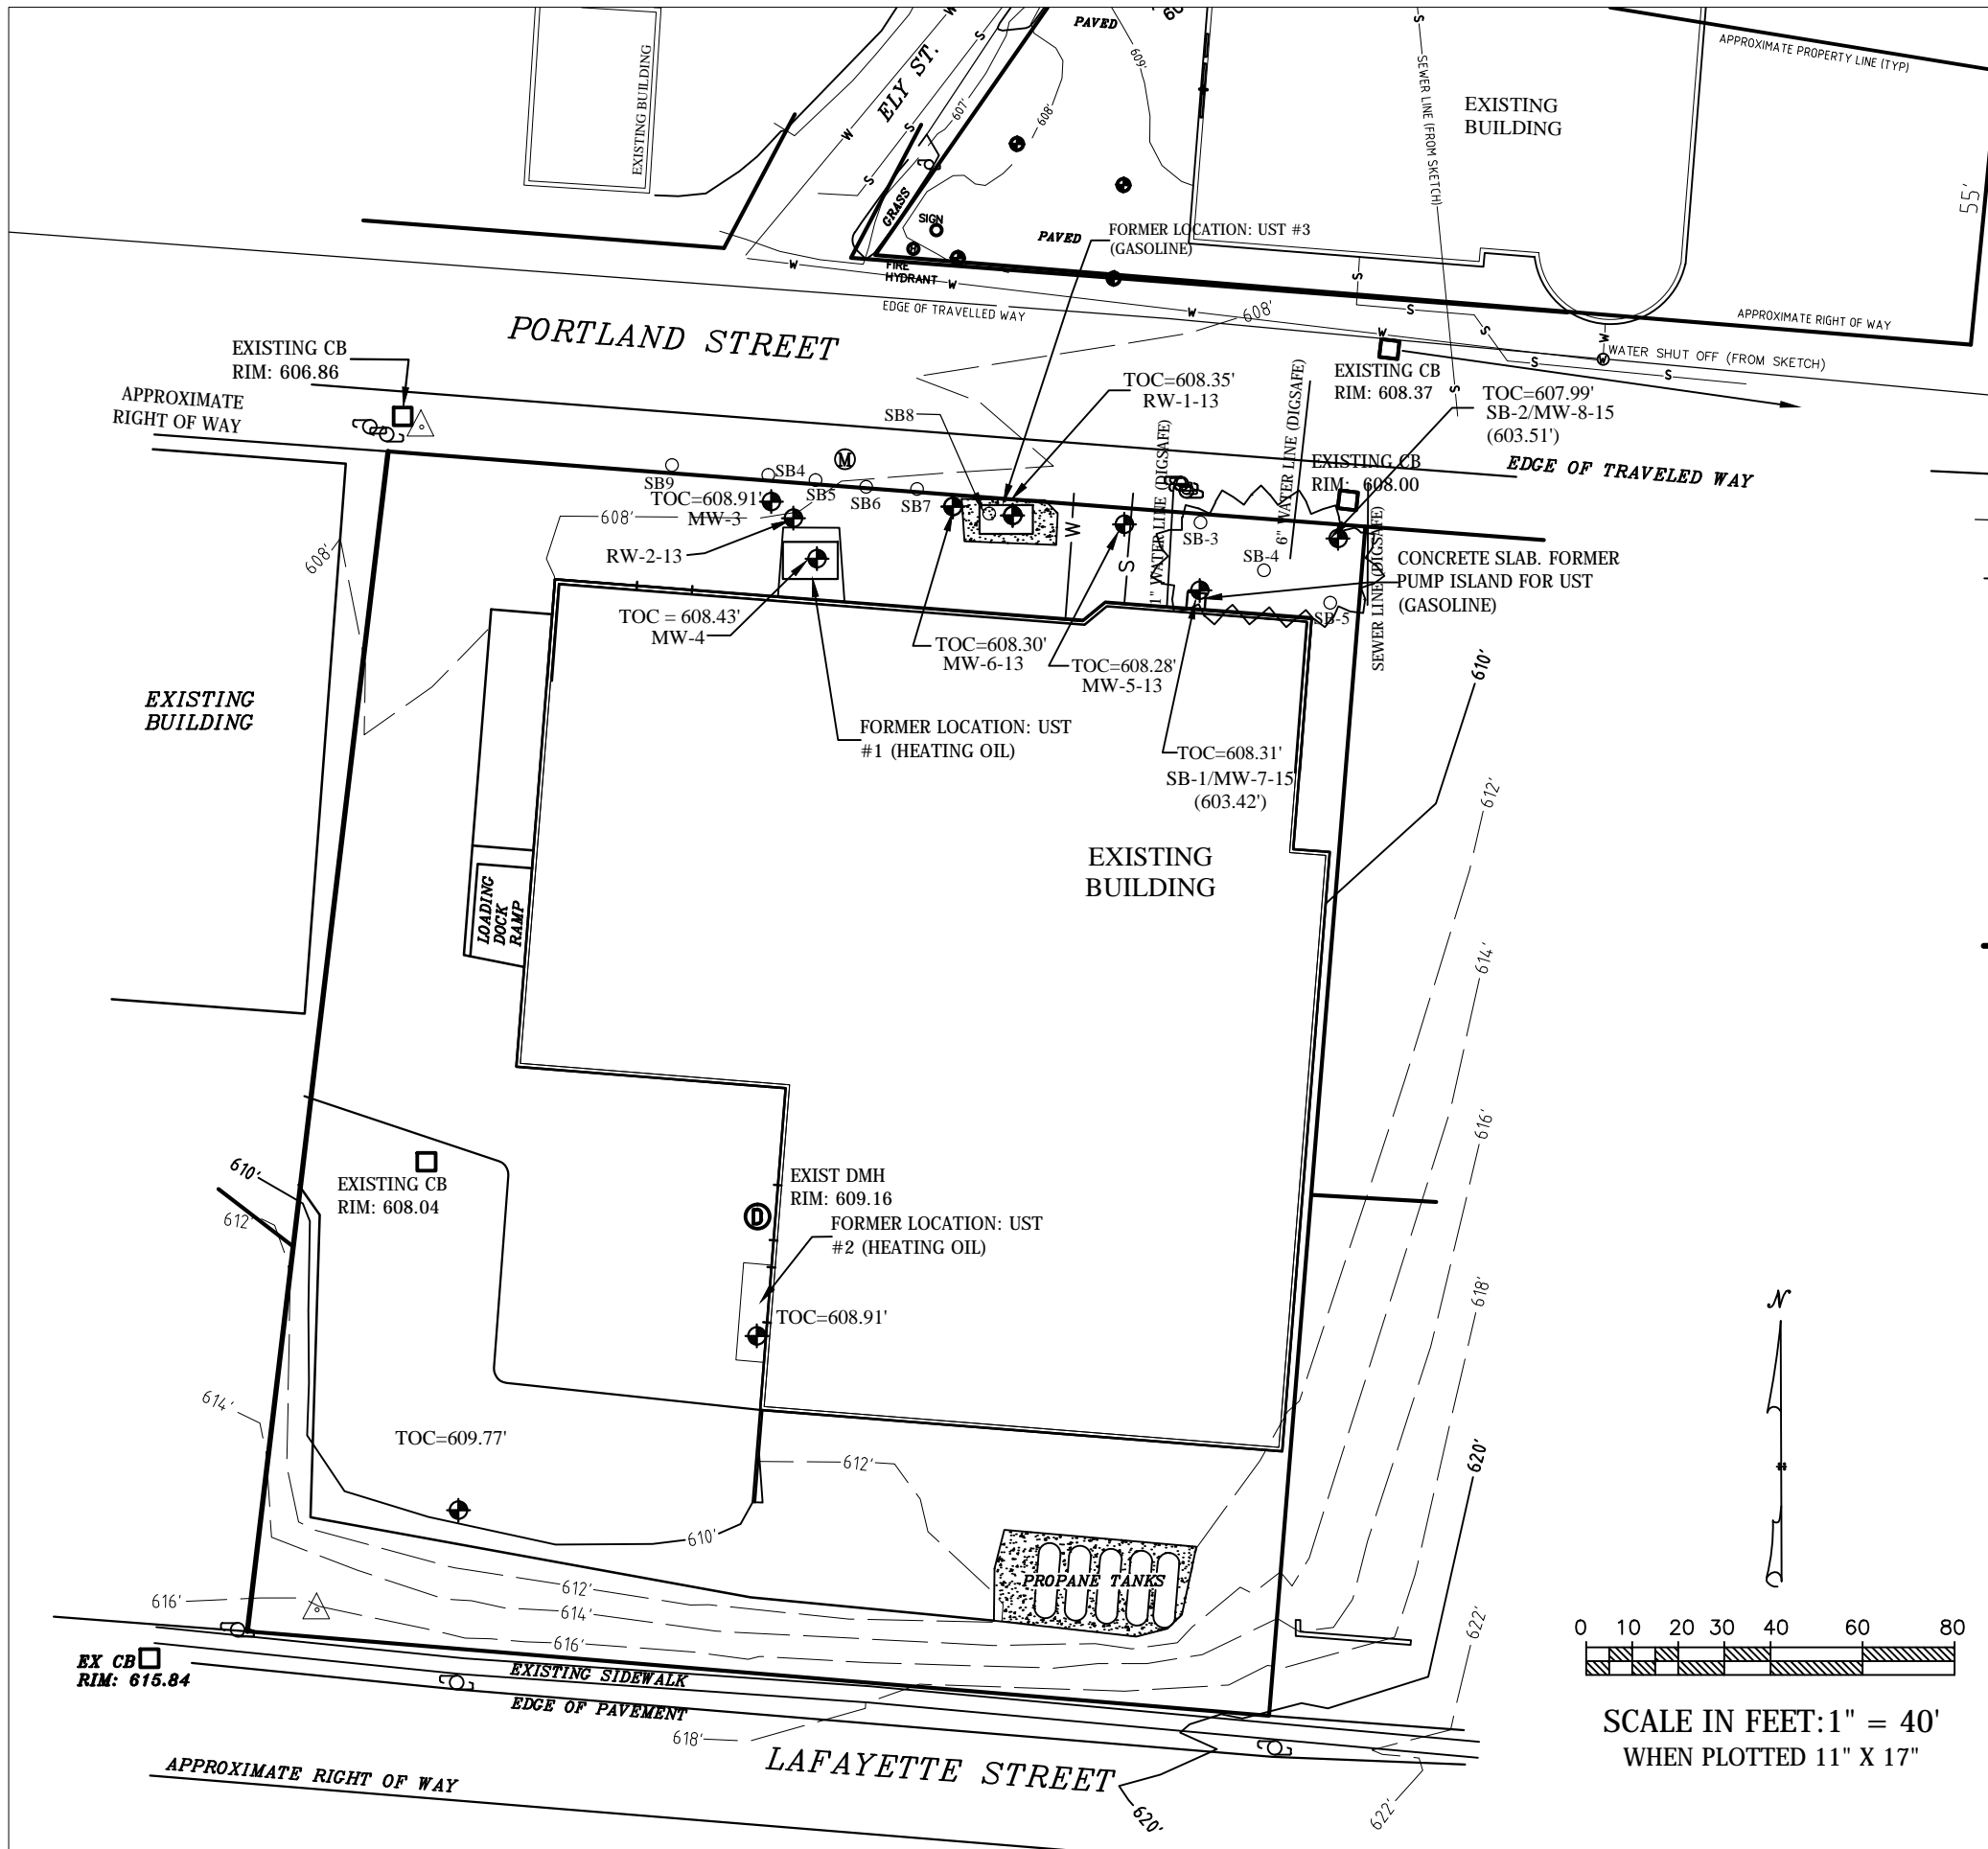 PAVED
609'
S
APPROXIMATE PROPERTY LINE (TYP)
EXISTING BUILDING
ELY ST.
607'
608'
SEWER LINE (FROM SKETCH)
EXISTING
BUILDING
55'
GRASS
SIGN
PAVED
FORMER LOCATION: UST #3
(GASOLINE)
FIRE
HYDRANT
W
EDGE OF TRAVELLED WAY
608'
APPROXIMATE RIGHT OF WAY
WATER SHUT OFF (FROM SKETCH)
PORTLAND STREET
EXISTING CB
RIM: 606.86
APPROXIMATE
RIGHT OF WAY
TOC=608.35'
RW-1-13
EXISTING CB
RIM: 608.37
TOC=607.99'
SB-2/MW-8-15
(603.51')
SB8
M
SB9
SB4
SB5
SB6
SB7
TOC=608.91'
MW-3
608'
RW-2-13
608'
W
S
1" WATER LINE (DIGSAFE)
6" WATER LINE (DIGSAFE)
EXISTING CB
RIM: 608.00
EDGE OF TRAVELED WAY
SB-3
SB-4
SB-5
SEWER LINE (DIGSAFE)
CONCRETE SLAB. FORMER
PUMP ISLAND FOR UST
(GASOLINE)
TOC = 608.43'
MW-4
TOC=608.30'
MW-6-13
TOC=608.28'
MW-5-13
EXISTING
BUILDING
FORMER LOCATION: UST
#1 (HEATING OIL)
TOC=608.31'
SB-1/MW-7-15
(603.42')
610'
612'
614'
616'
618'
620'
622'
EXISTING
BUILDING
LOADING
DOCK
RAMP
610'
612'
614'
616'
EXISTING CB
RIM: 608.04
EXIST DMH
RIM: 609.16
D
FORMER LOCATION: UST
#2 (HEATING OIL)
TOC=608.91'
TOC=609.77'
612'
610'
612'
614'
616'
PROPANE TANKS
EX CB
RIM: 615.84
EXISTING SIDEWALK
EDGE OF PAVEMENT
618'
LAFAYETTE STREET
620'
622'
APPROXIMATE RIGHT OF WAY
N
0 10 20 30 40 60 80
SCALE IN FEET:1" = 40'
WHEN PLOTTED 11" X 17"